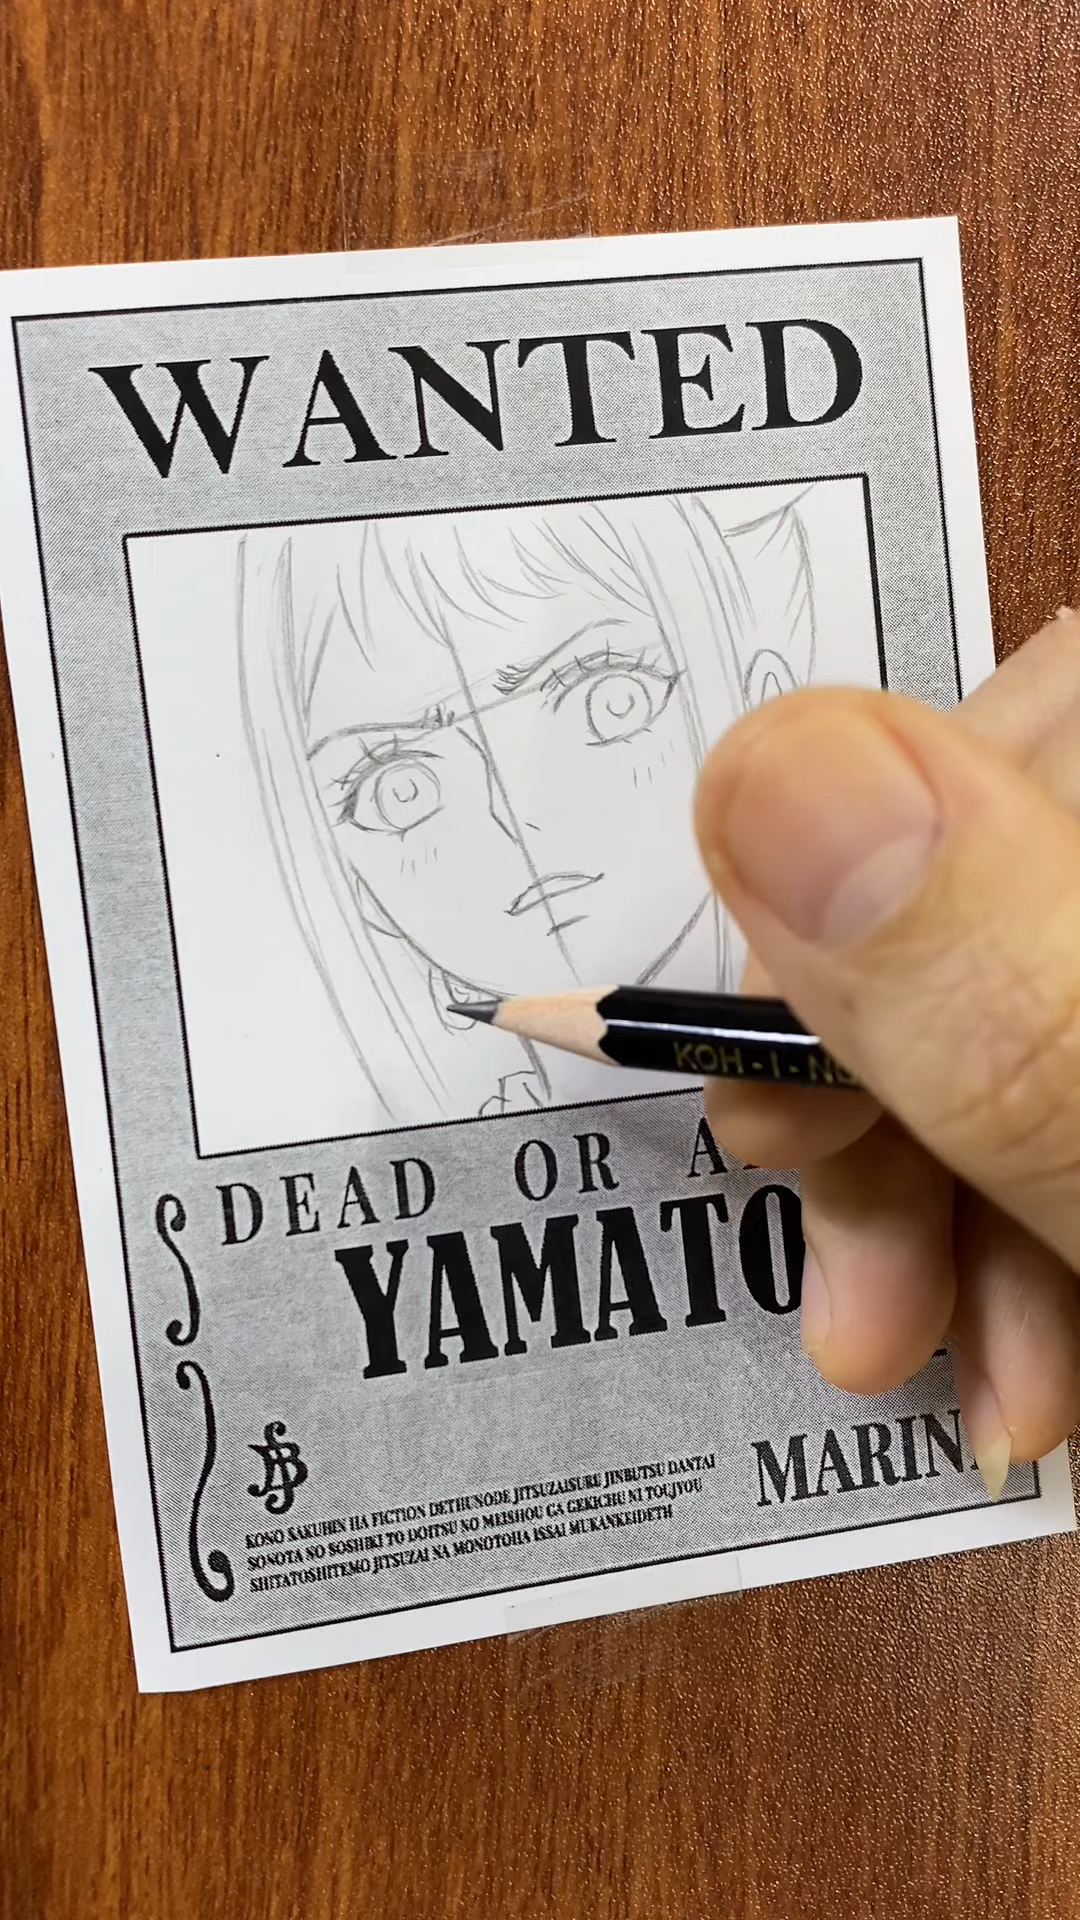 WANTED
KOH-I-NO
DEAD OR A
YAMATO
MARIN
KONO SAKUHIN HA FICTION DETHUNODE JITSUZAISURU JINBUTSU DANTAI
SONOTA NO SOSHIKI TO DOITSU NO MEISHOU GA GEKICHU NI TOUJYOU
SHITATOSHITEMO JITSUZAI NA MONOTOHA ISSAI MUKANKEIDETH